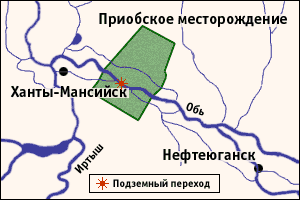 Приобское месторождение
Ханты-Мансийск
Обь
Нефтеюганск
Иртыш
Подземный переход